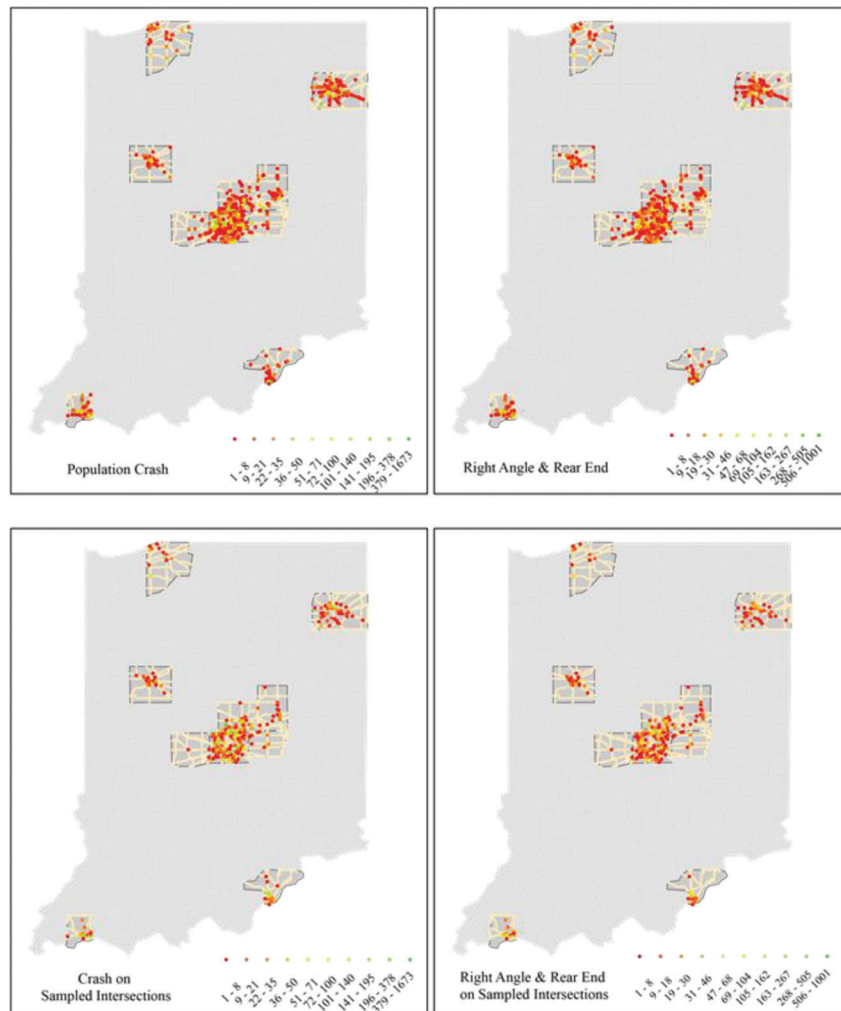 Population Crash
1 - 8
9 - 21
22 - 35
36 - 50
51 - 71
72 - 100
101 - 140
141 - 195
196 - 378
379 - 1673
Right Angle & Rear End
1 - 8
9 - 18
19 - 30
31 - 46
47 - 68
69 - 104
105 - 162
163 - 267
268 - 505
506 - 1001
Crash on
Sampled Intersections
1 - 8
9 - 21
22 - 35
36 - 50
51 - 71
72 - 100
101 - 140
141 - 195
196 - 378
379 - 1673
Right Angle & Rear End
on Sampled Intersections
1 - 8
9 - 18
19 - 30
31 - 46
47 - 68
69 - 104
105 - 162
163 - 267
268 - 505
506 - 1001